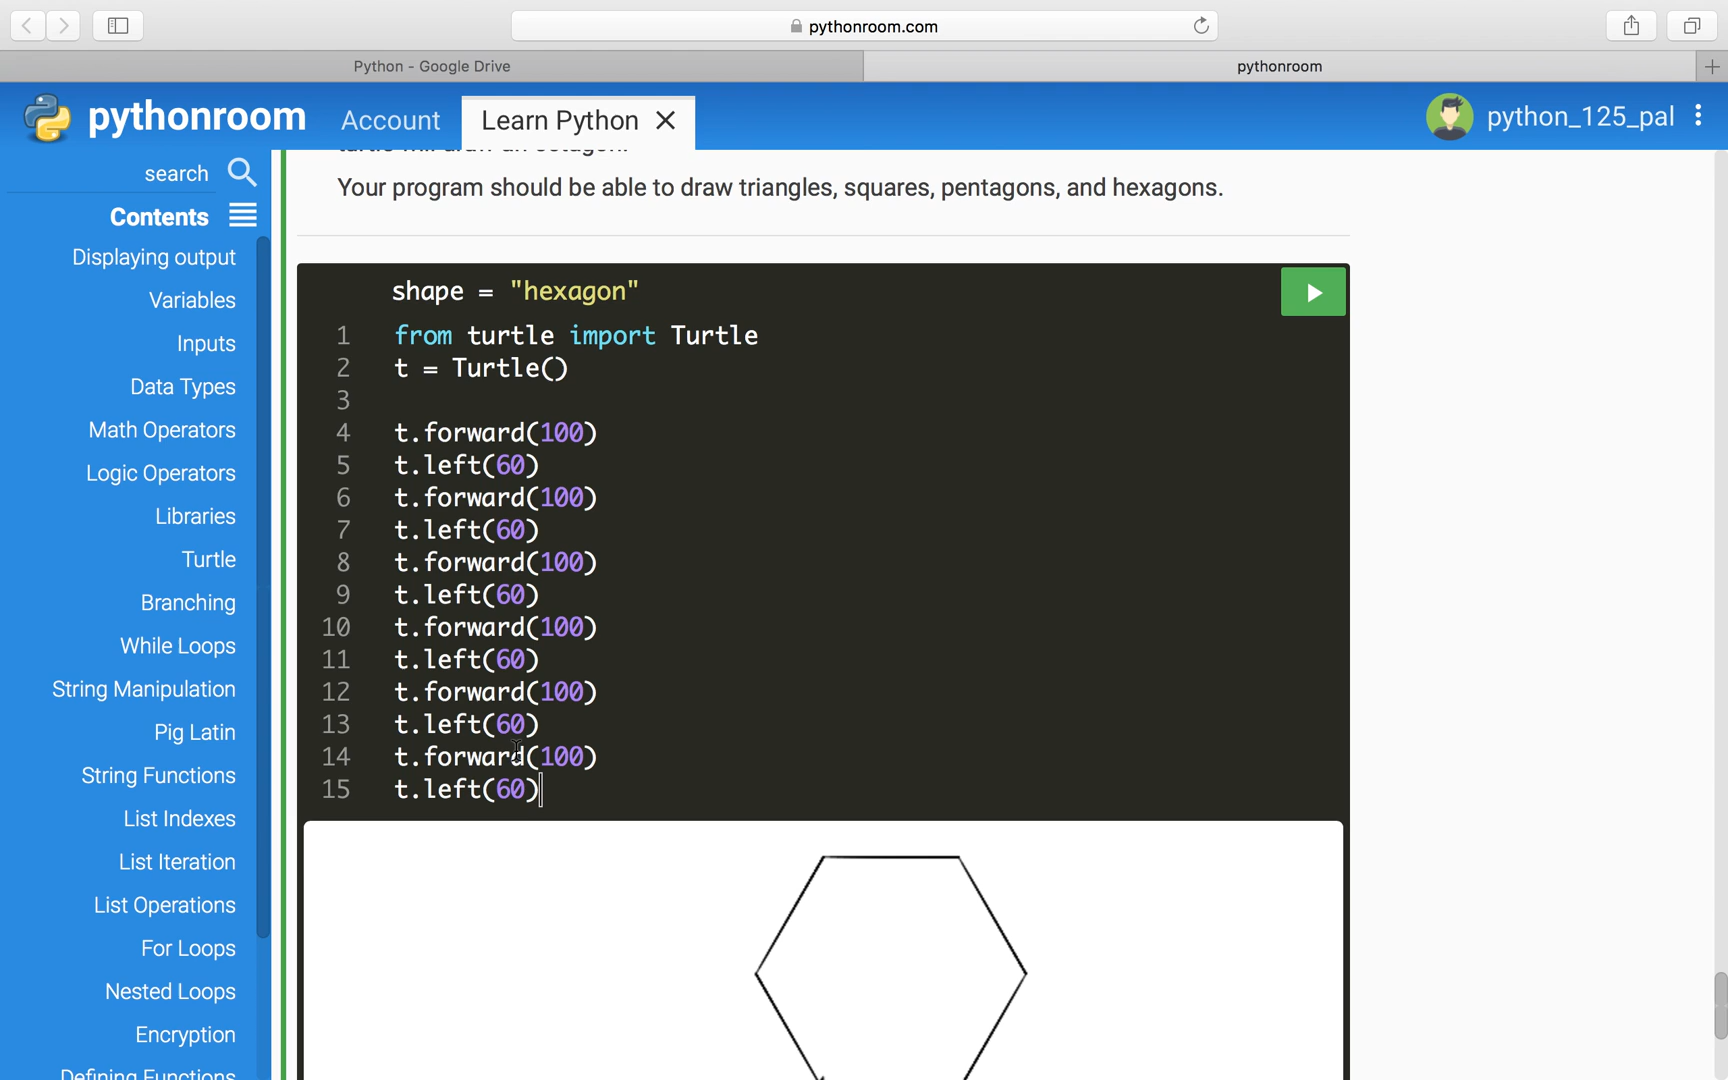 pythonroom.com
Python - Google Drive
pythonroom
pythonroom
Account
Learn Python
python_125_pal
search
Contents
Displaying output
Variables
Inputs
Data Types
Math Operators
Logic Operators
Libraries
Turtle
Branching
While Loops
String Manipulation
Pig Latin
String Functions
List Indexes
List Iteration
List Operations
For Loops
Nested Loops
Encryption
Defining Functions
turtle will draw an octagon.
Your program should be able to draw triangles, squares, pentagons, and hexagons.
shape = "hexagon"
1 from turtle import Turtle
2 t = Turtle()
3
4 t.forward(100)
5 t.left(60)
6 t.forward(100)
7 t.left(60)
8 t.forward(100)
9 t.left(60)
10 t.forward(100)
11 t.left(60)
12 t.forward(100)
13 t.left(60)
14 t.forward(100)
15 t.left(60)